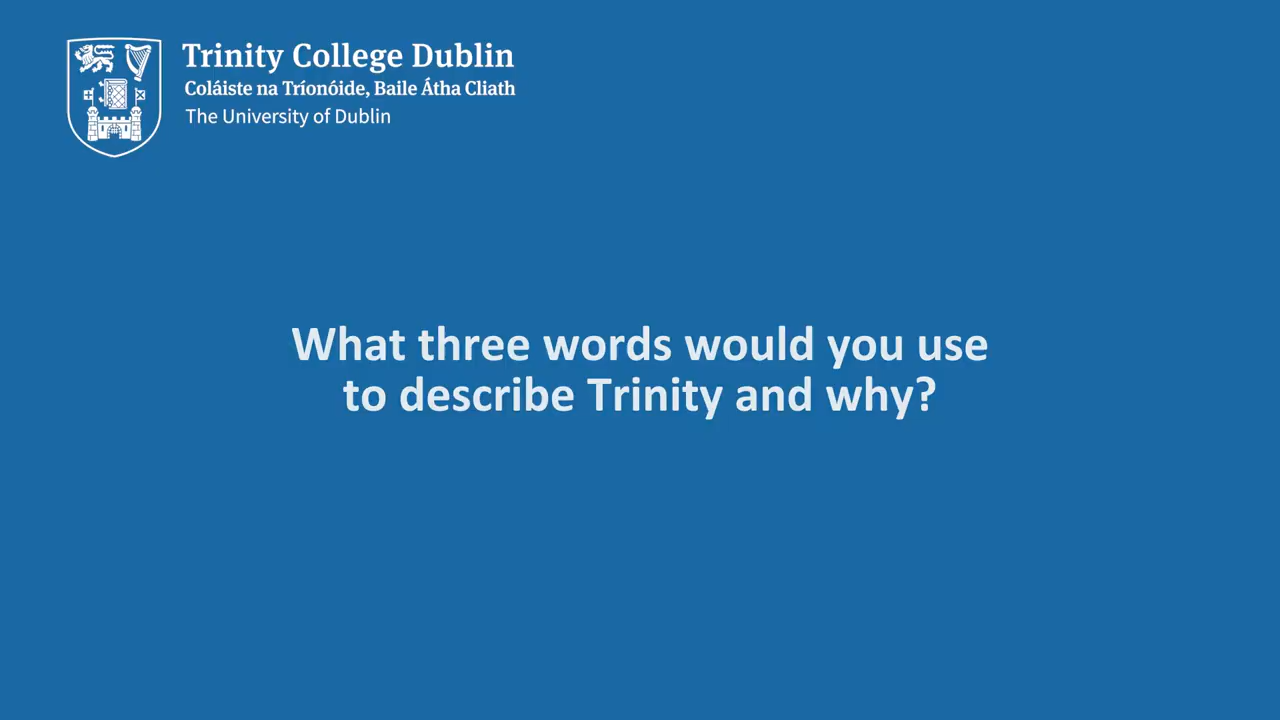 Trinity College Dublin
Coláiste na Tríonóide, Baile Átha Cliath
The University of Dublin
What three words would you use
to describe Trinity and why?